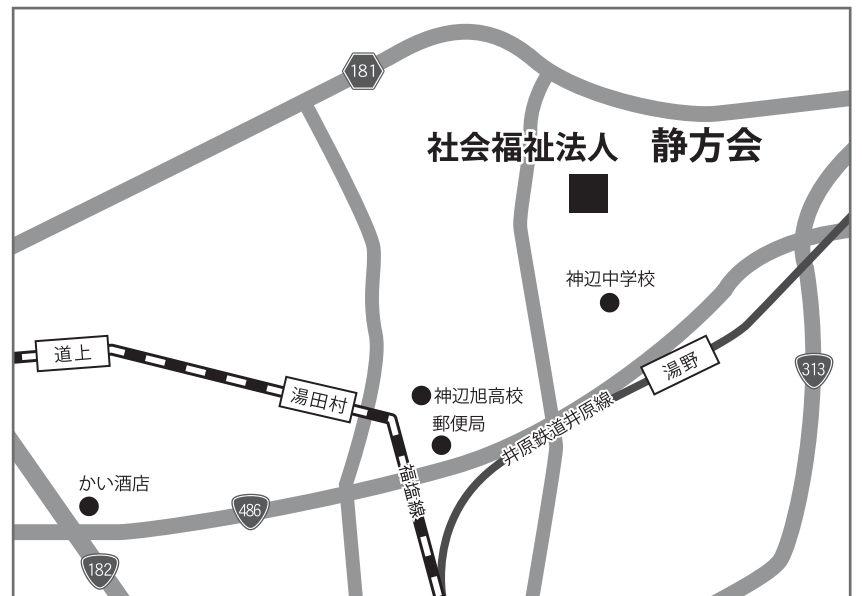 181
社会福祉法人　静方会
神辺中学校
道上
湯野
313
湯田村
神辺旭高校
郵便局
井原鉄道井原線
福塩線
かい酒店
486
182